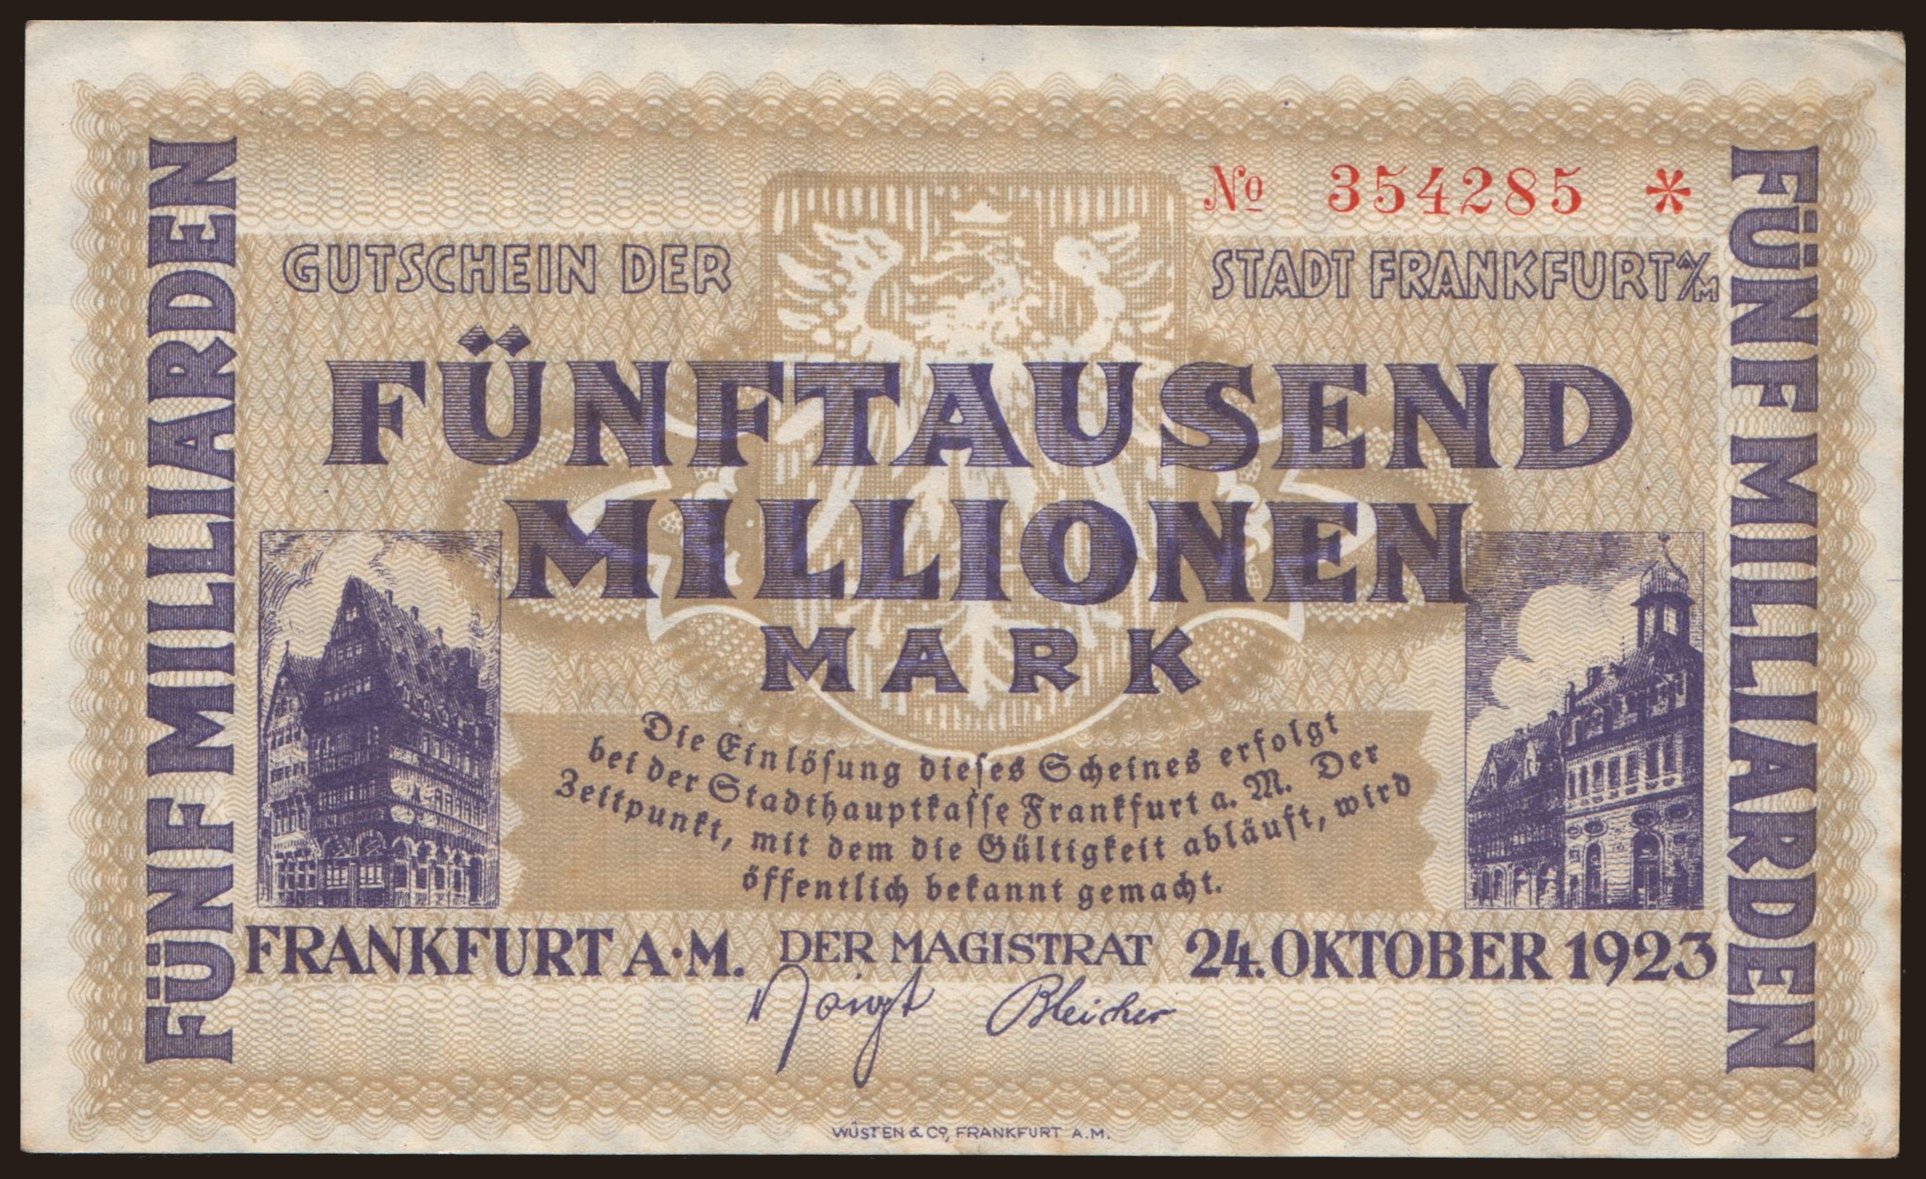 FÜNF MILLIARDEN
№ 354285 *
GUTSCHEIN DER STADT FRANKFURT A/M
FÜNFTAUSEND
MILLIONEN
MARK
Die Einlösung dieses Scheines erfolgt
bei der Stadthauptkasse Frankfurt a. M. Der
Zeitpunkt, mit dem die Gültigkeit abläuft, wird
öffentlich bekannt gemacht.
FRANKFURT A·M. DER MAGISTRAT 24. OKTOBER 1923
Voigt Bleicher
FÜNF MILLIARDEN
WÜSTEN & Co, FRANKFURT A.M.